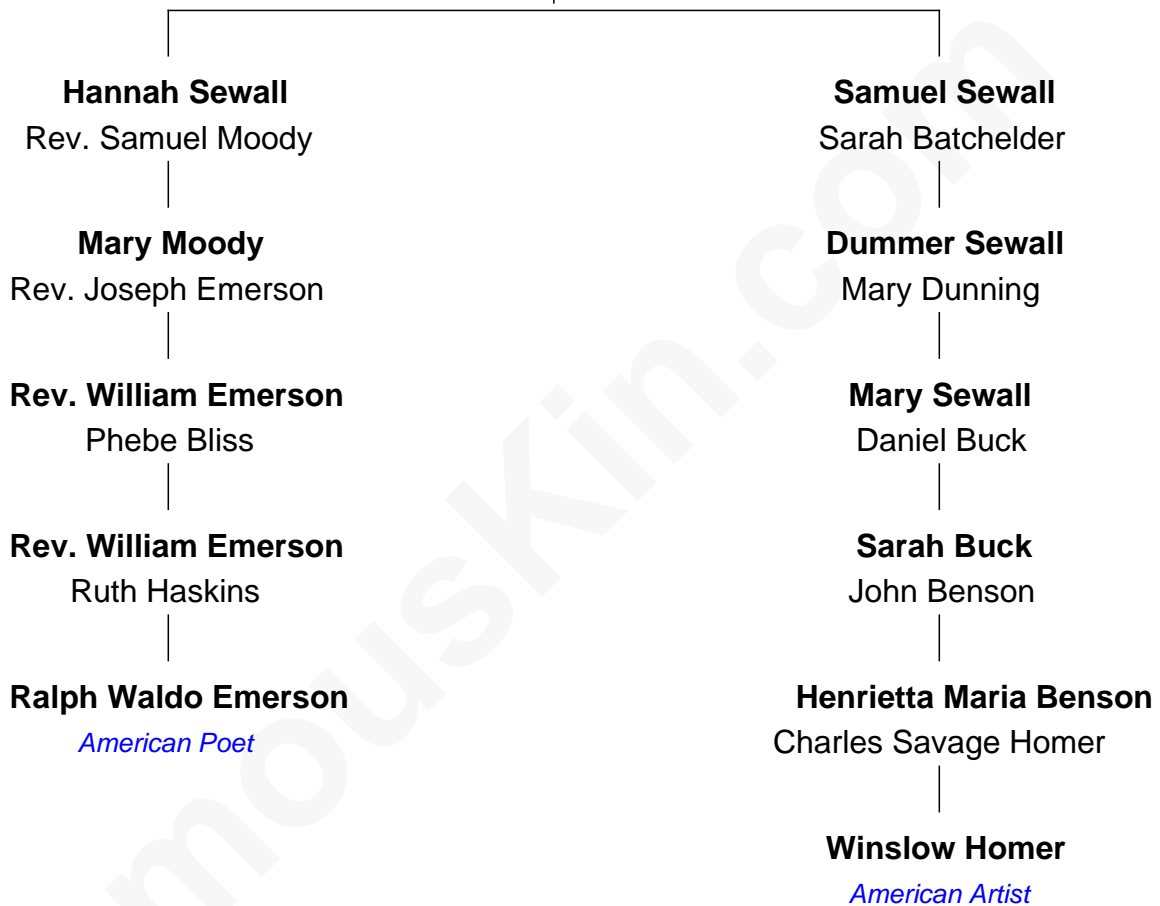 Hannah Sewall
Rev. Samuel Moody
Mary Moody
Rev. Joseph Emerson
Rev. William Emerson
Phebe Bliss
Rev. William Emerson
Ruth Haskins
Ralph Waldo Emerson
American Poet
Samuel Sewall
Sarah Batchelder
Dummer Sewall
Mary Dunning
Mary Sewall
Daniel Buck
Sarah Buck
John Benson
Henrietta Maria Benson
Charles Savage Homer
Winslow Homer
American Artist
mousKin.com